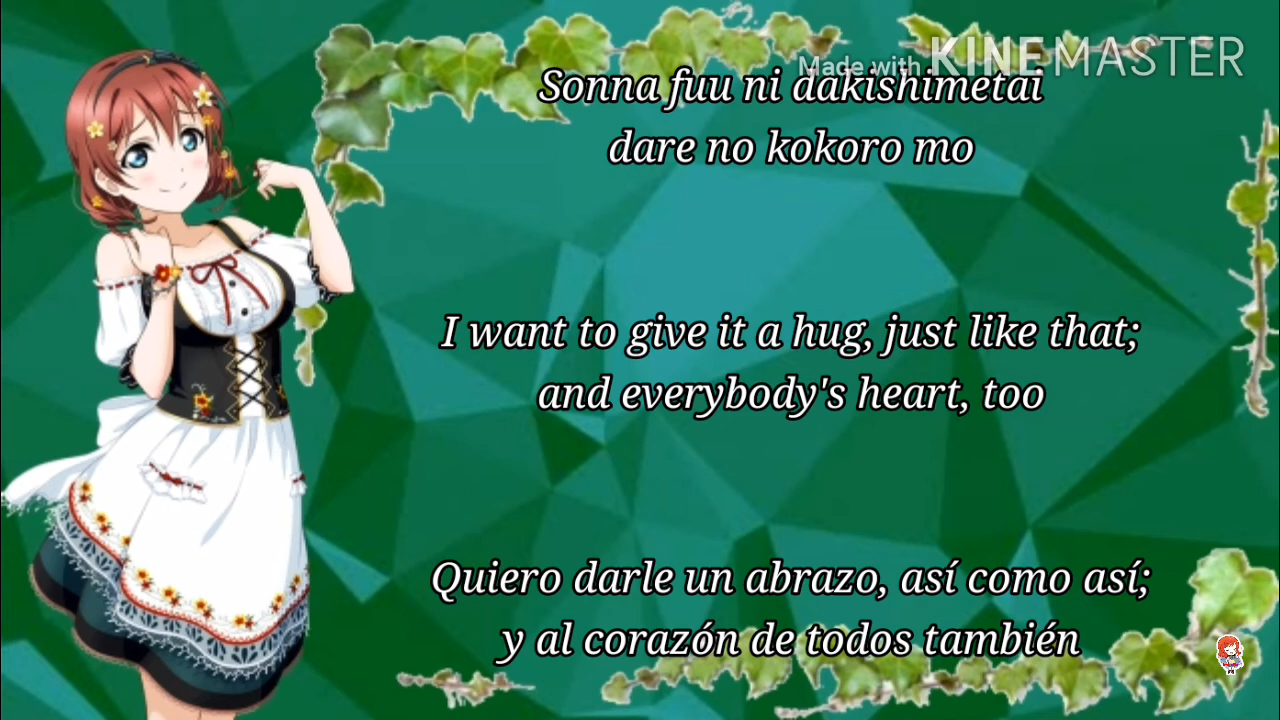 Made with KINEMASTER
Sonna fuu ni dakishimetai
dare no kokoro mo
I want to give it a hug, just like that;
and everybody's heart, too
Quiero darle un abrazo, así como así;
y al corazón de todos también